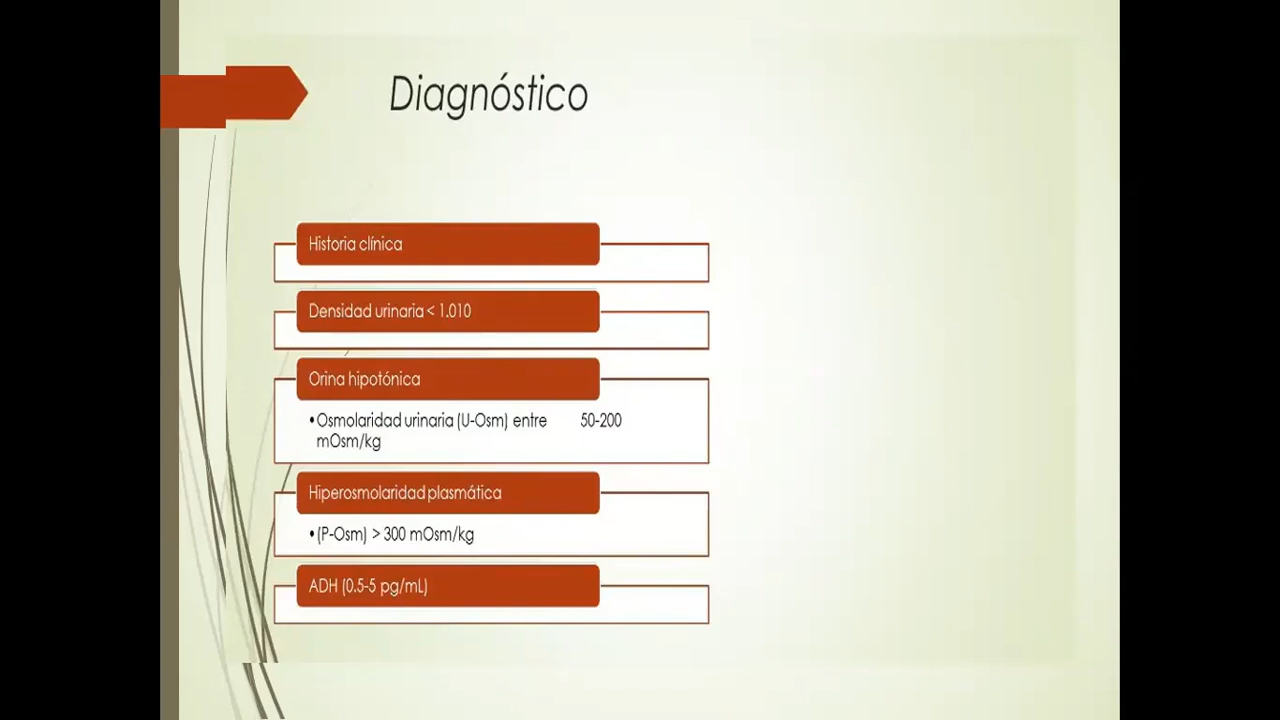 Diagnóstico
Historia clínica
Densidad urinaria < 1.010
Orina hipotónica
•Osmolaridad urinaria (U-Osm) entre 50-200
mOsm/kg
Hiperosmolaridad plasmática
•(P-Osm) > 300 mOsm/kg
ADH (0.5-5 pg/mL)